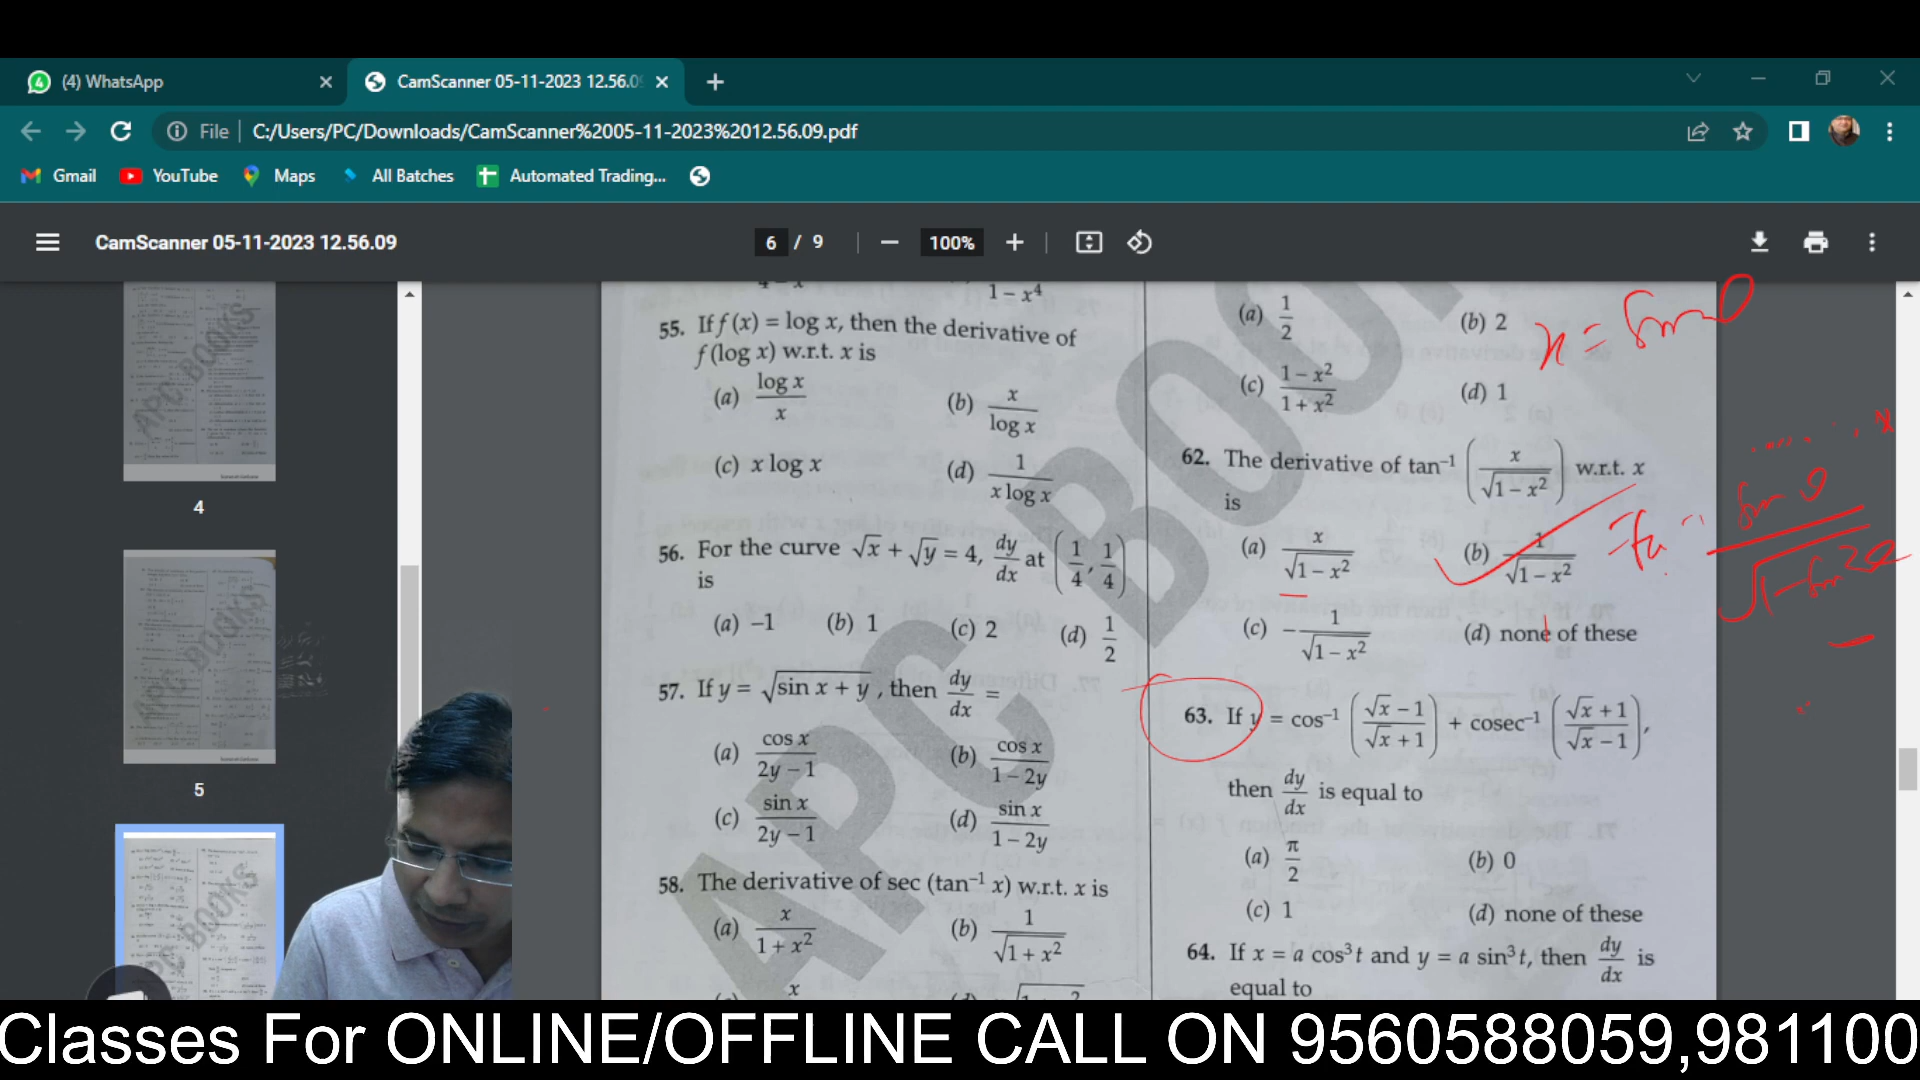 (4) WhatsApp
CamScanner 05-11-2023 12.56.0
File
C:/Users/PC/Downloads/CamScanner%2005-11-2023%2012.56.09.pdf
Gmail
YouTube
Maps
All Batches
Automated Trading...
CamScanner 05-11-2023 12.56.09
6 / 9
100%
4
5
APC BOOKS
1 − x⁴
55. If f (x) = log x, then the derivative of
f (log x) w.r.t. x is
(a) log x / x
(b) x / log x
(c) x log x
(d) 1 / x log x
56. For the curve √x + √y = 4, dy/dx at (1/4, 1/4)
is
(a) −1 (b) 1 (c) 2 (d) 1/2
57. If y = √(sin x + y), then dy/dx =
(a) cos x / 2y − 1
(b) cos x / 1 − 2y
(c) sin x / 2y − 1
(d) sin x / 1 − 2y
58. The derivative of sec (tan⁻¹ x) w.r.t. x is
(a) x / 1 + x²
(b) 1 / √(1 + x²)
(a) 1/2
(b) 2
(c) 1 − x² / 1 + x²
(d) 1
62. The derivative of tan⁻¹ (x / √(1 − x²)) w.r.t. x
is
(a) x / √(1 − x²)
(b) 1 / √(1 − x²)
(c) − 1 / √(1 − x²)
(d) none of these
63. If y = cos⁻¹ ((√x − 1) / (√x + 1)) + cosec⁻¹ ((√x + 1) / (√x − 1)),
then dy/dx is equal to
(a) π/2
(b) 0
(c) 1
(d) none of these
64. If x = a cos³t and y = a sin³t, then dy/dx is
equal to
Classes For ONLINE/OFFLINE CALL ON 9560588059,981100